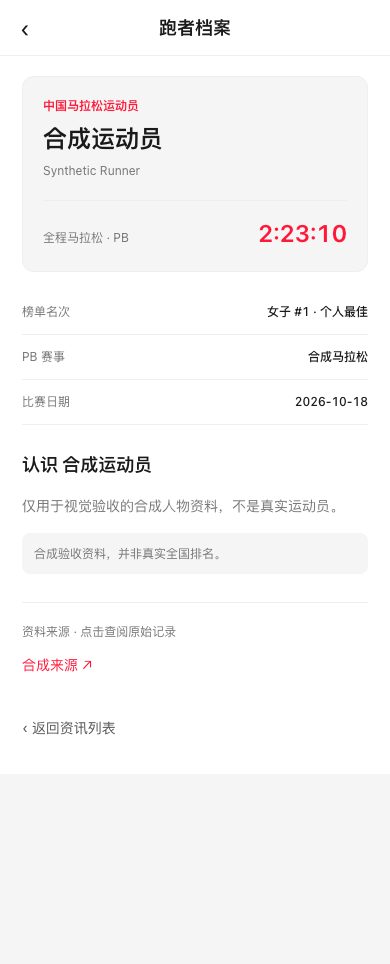 ‹ 跑者档案
中国马拉松运动员
合成运动员
Synthetic Runner
全程马拉松 · PB 2:23:10
榜单名次 女子 #1 · 个人最佳
PB 赛事 合成马拉松
比赛日期 2026-10-18
认识 合成运动员
仅用于视觉验收的合成人物资料，不是真实运动员。
合成验收资料，并非真实全国排名。
资料来源 · 点击查阅原始记录
合成来源 ↗
‹ 返回资讯列表